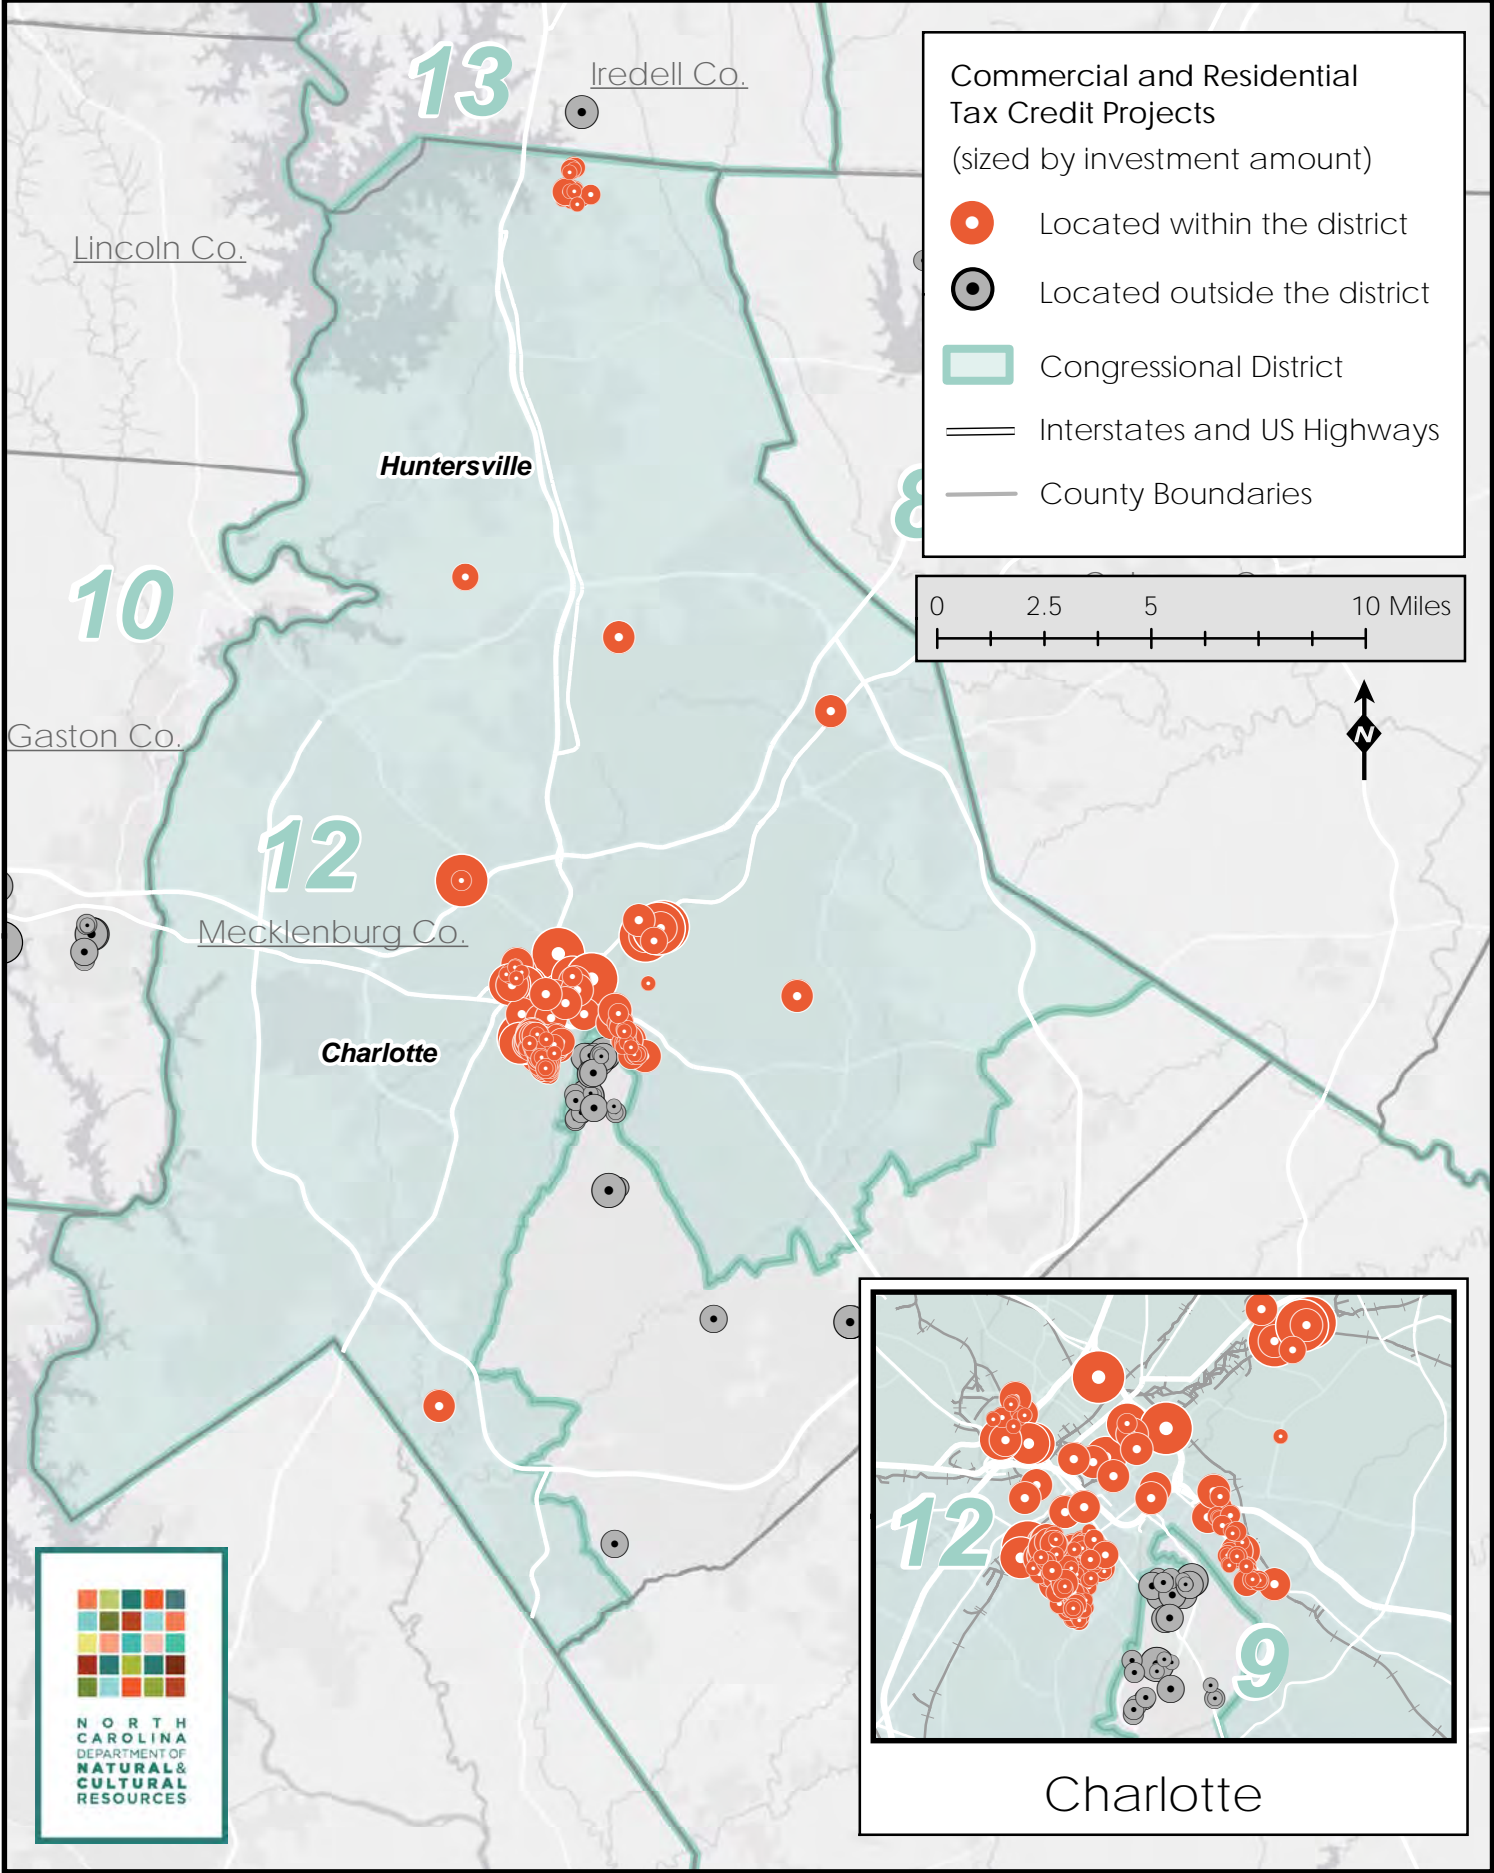 13
Iredell Co.
Commercial and Residential
Tax Credit Projects
(sized by investment amount)
Located within the district
Located outside the district
Congressional District
Interstates and US Highways
County Boundaries
Lincoln Co.
Huntersville
8
10
0 2.5 5 10 Miles
N
Gaston Co.
12
Mecklenburg Co.
Charlotte
12
9
Charlotte
NORTH
CAROLINA
DEPARTMENT OF
NATURAL &
CULTURAL
RESOURCES